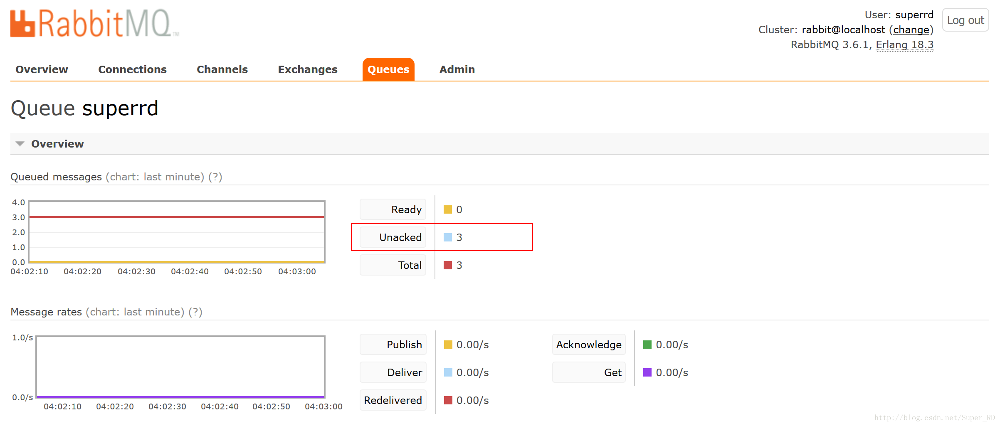 RabbitMQ™
User: superrd
Log out
Cluster: rabbit@localhost (change)
RabbitMQ 3.6.1, Erlang 18.3
Overview Connections Channels Exchanges Queues Admin
Queue superrd
Overview
Queued messages (chart: last minute) (?)
4.0
3.0
2.0
1.0
0.0
04:02:10 04:02:20 04:02:30 04:02:40 04:02:50 04:03:00
Ready 0
Unacked 3
Total 3
Message rates (chart: last minute) (?)
1.0/s
0.0/s
04:02:10 04:02:20 04:02:30 04:02:40 04:02:50 04:03:00
Publish 0.00/s
Deliver 0.00/s
Redelivered 0.00/s
Acknowledge 0.00/s
Get 0.00/s
http://blog.csdn.net/Super_RD